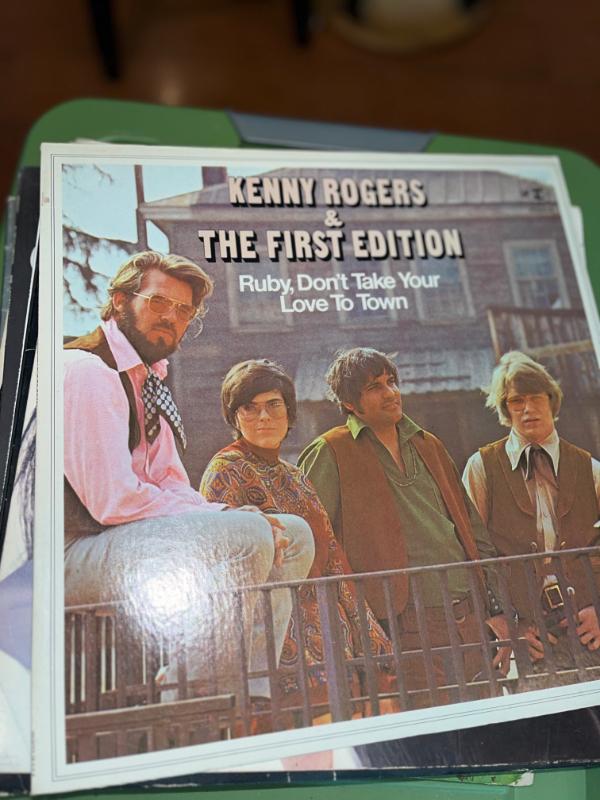 KENNY ROGERS
&
THE FIRST EDITION
Ruby, Don't Take Your
Love To Town